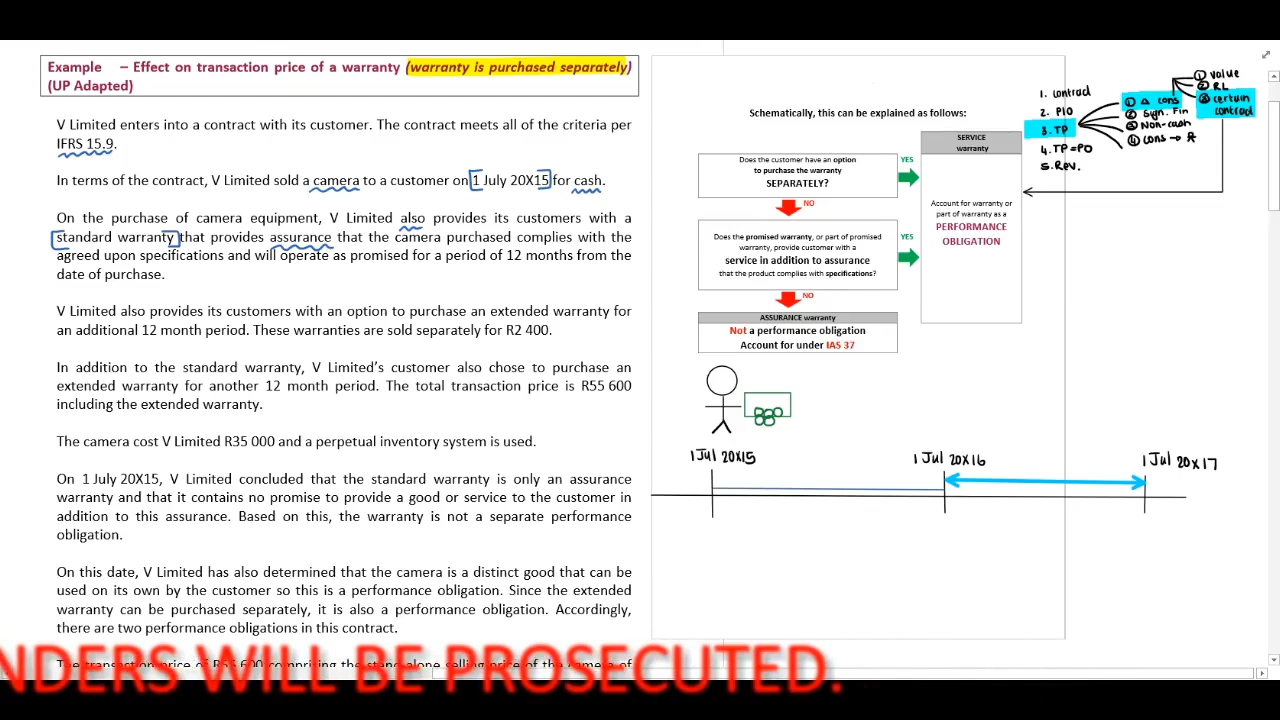 Example – Effect on transaction price of a warranty (warranty is purchased separately)
(UP Adapted)
V Limited enters into a contract with its customer. The contract meets all of the criteria per
IFRS 15.9.
In terms of the contract, V Limited sold a camera to a customer on 1 July 20X15 for cash.
On the purchase of camera equipment, V Limited also provides its customers with a
standard warranty that provides assurance that the camera purchased complies with the
agreed upon specifications and will operate as promised for a period of 12 months from the
date of purchase.
V Limited also provides its customers with an option to purchase an extended warranty for
an additional 12 month period. These warranties are sold separately for R2 400.
In addition to the standard warranty, V Limited's customer also chose to purchase an
extended warranty for another 12 month period. The total transaction price is R55 600
including the extended warranty.
The camera cost V Limited R35 000 and a perpetual inventory system is used.
On 1 July 20X15, V Limited concluded that the standard warranty is only an assurance
warranty and that it contains no promise to provide a good or service to the customer in
addition to this assurance. Based on this, the warranty is not a separate performance
obligation.
On this date, V Limited has also determined that the camera is a distinct good that can be
used on its own by the customer so this is a performance obligation. Since the extended
warranty can be purchased separately, it is also a performance obligation. Accordingly,
there are two performance obligations in this contract.
The transaction price of R55 600 comprising the stand-alone selling price of the camera of
NDERS WILL BE PROSECUTED.
Schematically, this can be explained as follows:
Does the customer have an option
to purchase the warranty
SEPARATELY?
YES
NO
Does the promised warranty, or part of promised
warranty, provide customer with a
service in addition to assurance
that the product complies with specifications?
YES
NO
ASSURANCE warranty
Not a performance obligation
Account for under IAS 37
SERVICE
warranty
Account for warranty or
part of warranty as a
PERFORMANCE
OBLIGATION
1. contract
2. PIO
3. TP
4. TP=PO
5. Rev.
① Δ cons
② Sign. Fin
③ Non-cash
④ cons → A
① value
② RL
③ certain
contract
1 Jul 20X15
1 Jul 20X16
1 Jul 20X17